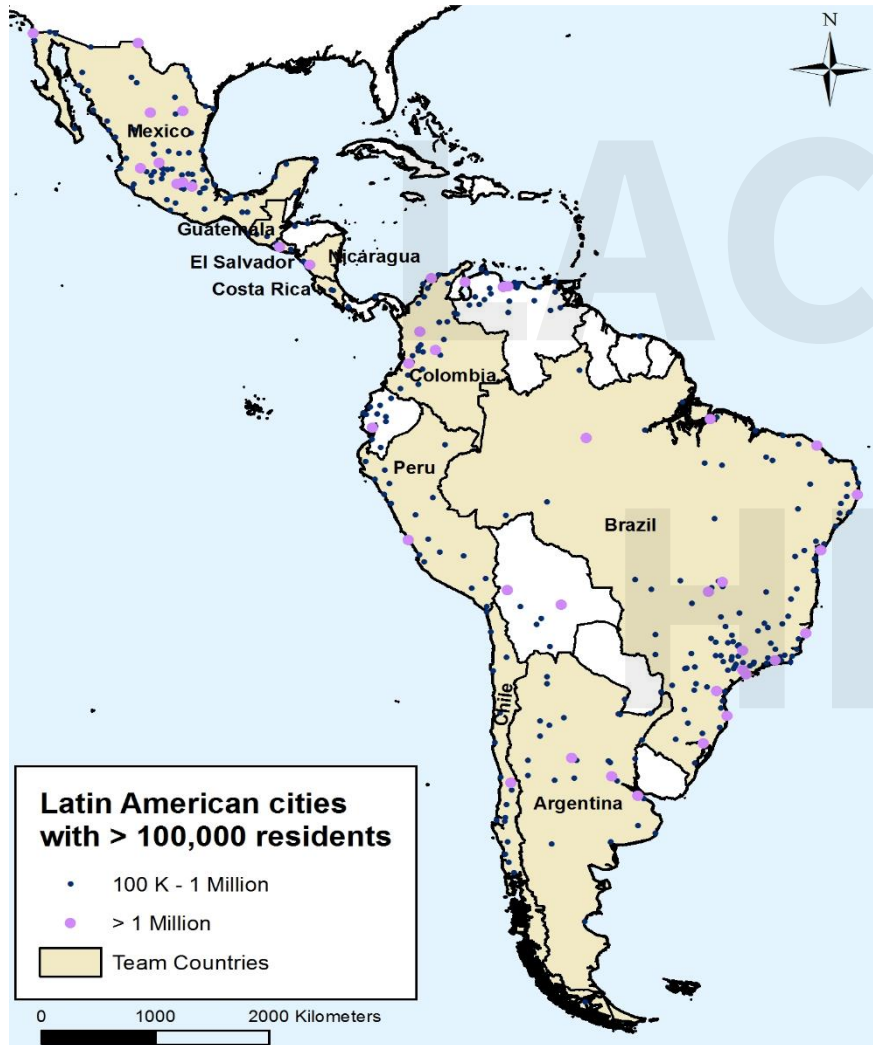 N
LAC
Mexico
Guatemala
Nicaragua
El Salvador
Costa Rica
Colombia
Peru
Brazil
H
Chile
Argentina
Latin American cities
with > 100,000 residents
100 K - 1 Million
> 1 Million
Team Countries
0 1000 2000 Kilometers